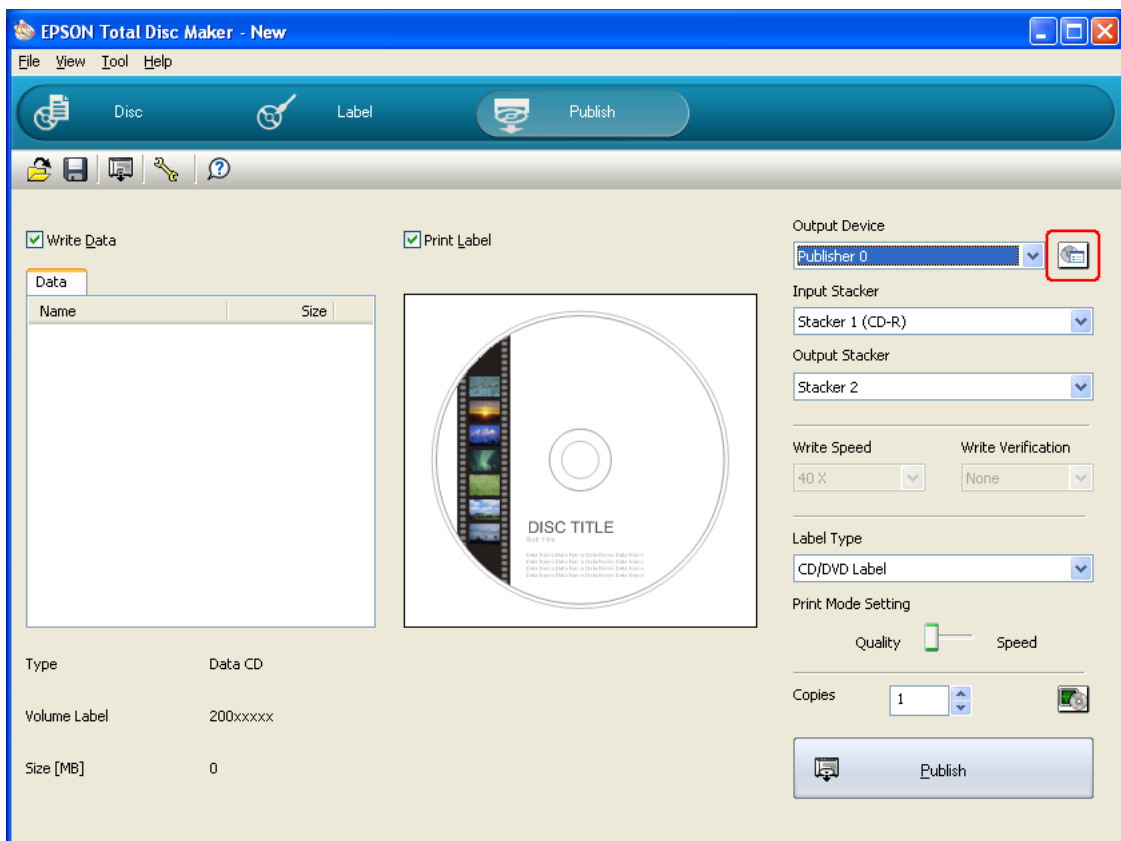 EPSON Total Disc Maker - New
File View Tool Help
Disc Label Publish
Write Data
Print Label
Output Device
Publisher 0
Data
Name Size
Input Stacker
Stacker 1 (CD-R)
Output Stacker
Stacker 2
Write Speed Write Verification
40 X None
DISC TITLE
Sub Title
Label Type
CD/DVD Label
Print Mode Setting
Quality Speed
Type Data CD
Copies 1
Volume Label 200xxxxx
Size [MB] 0
Publish